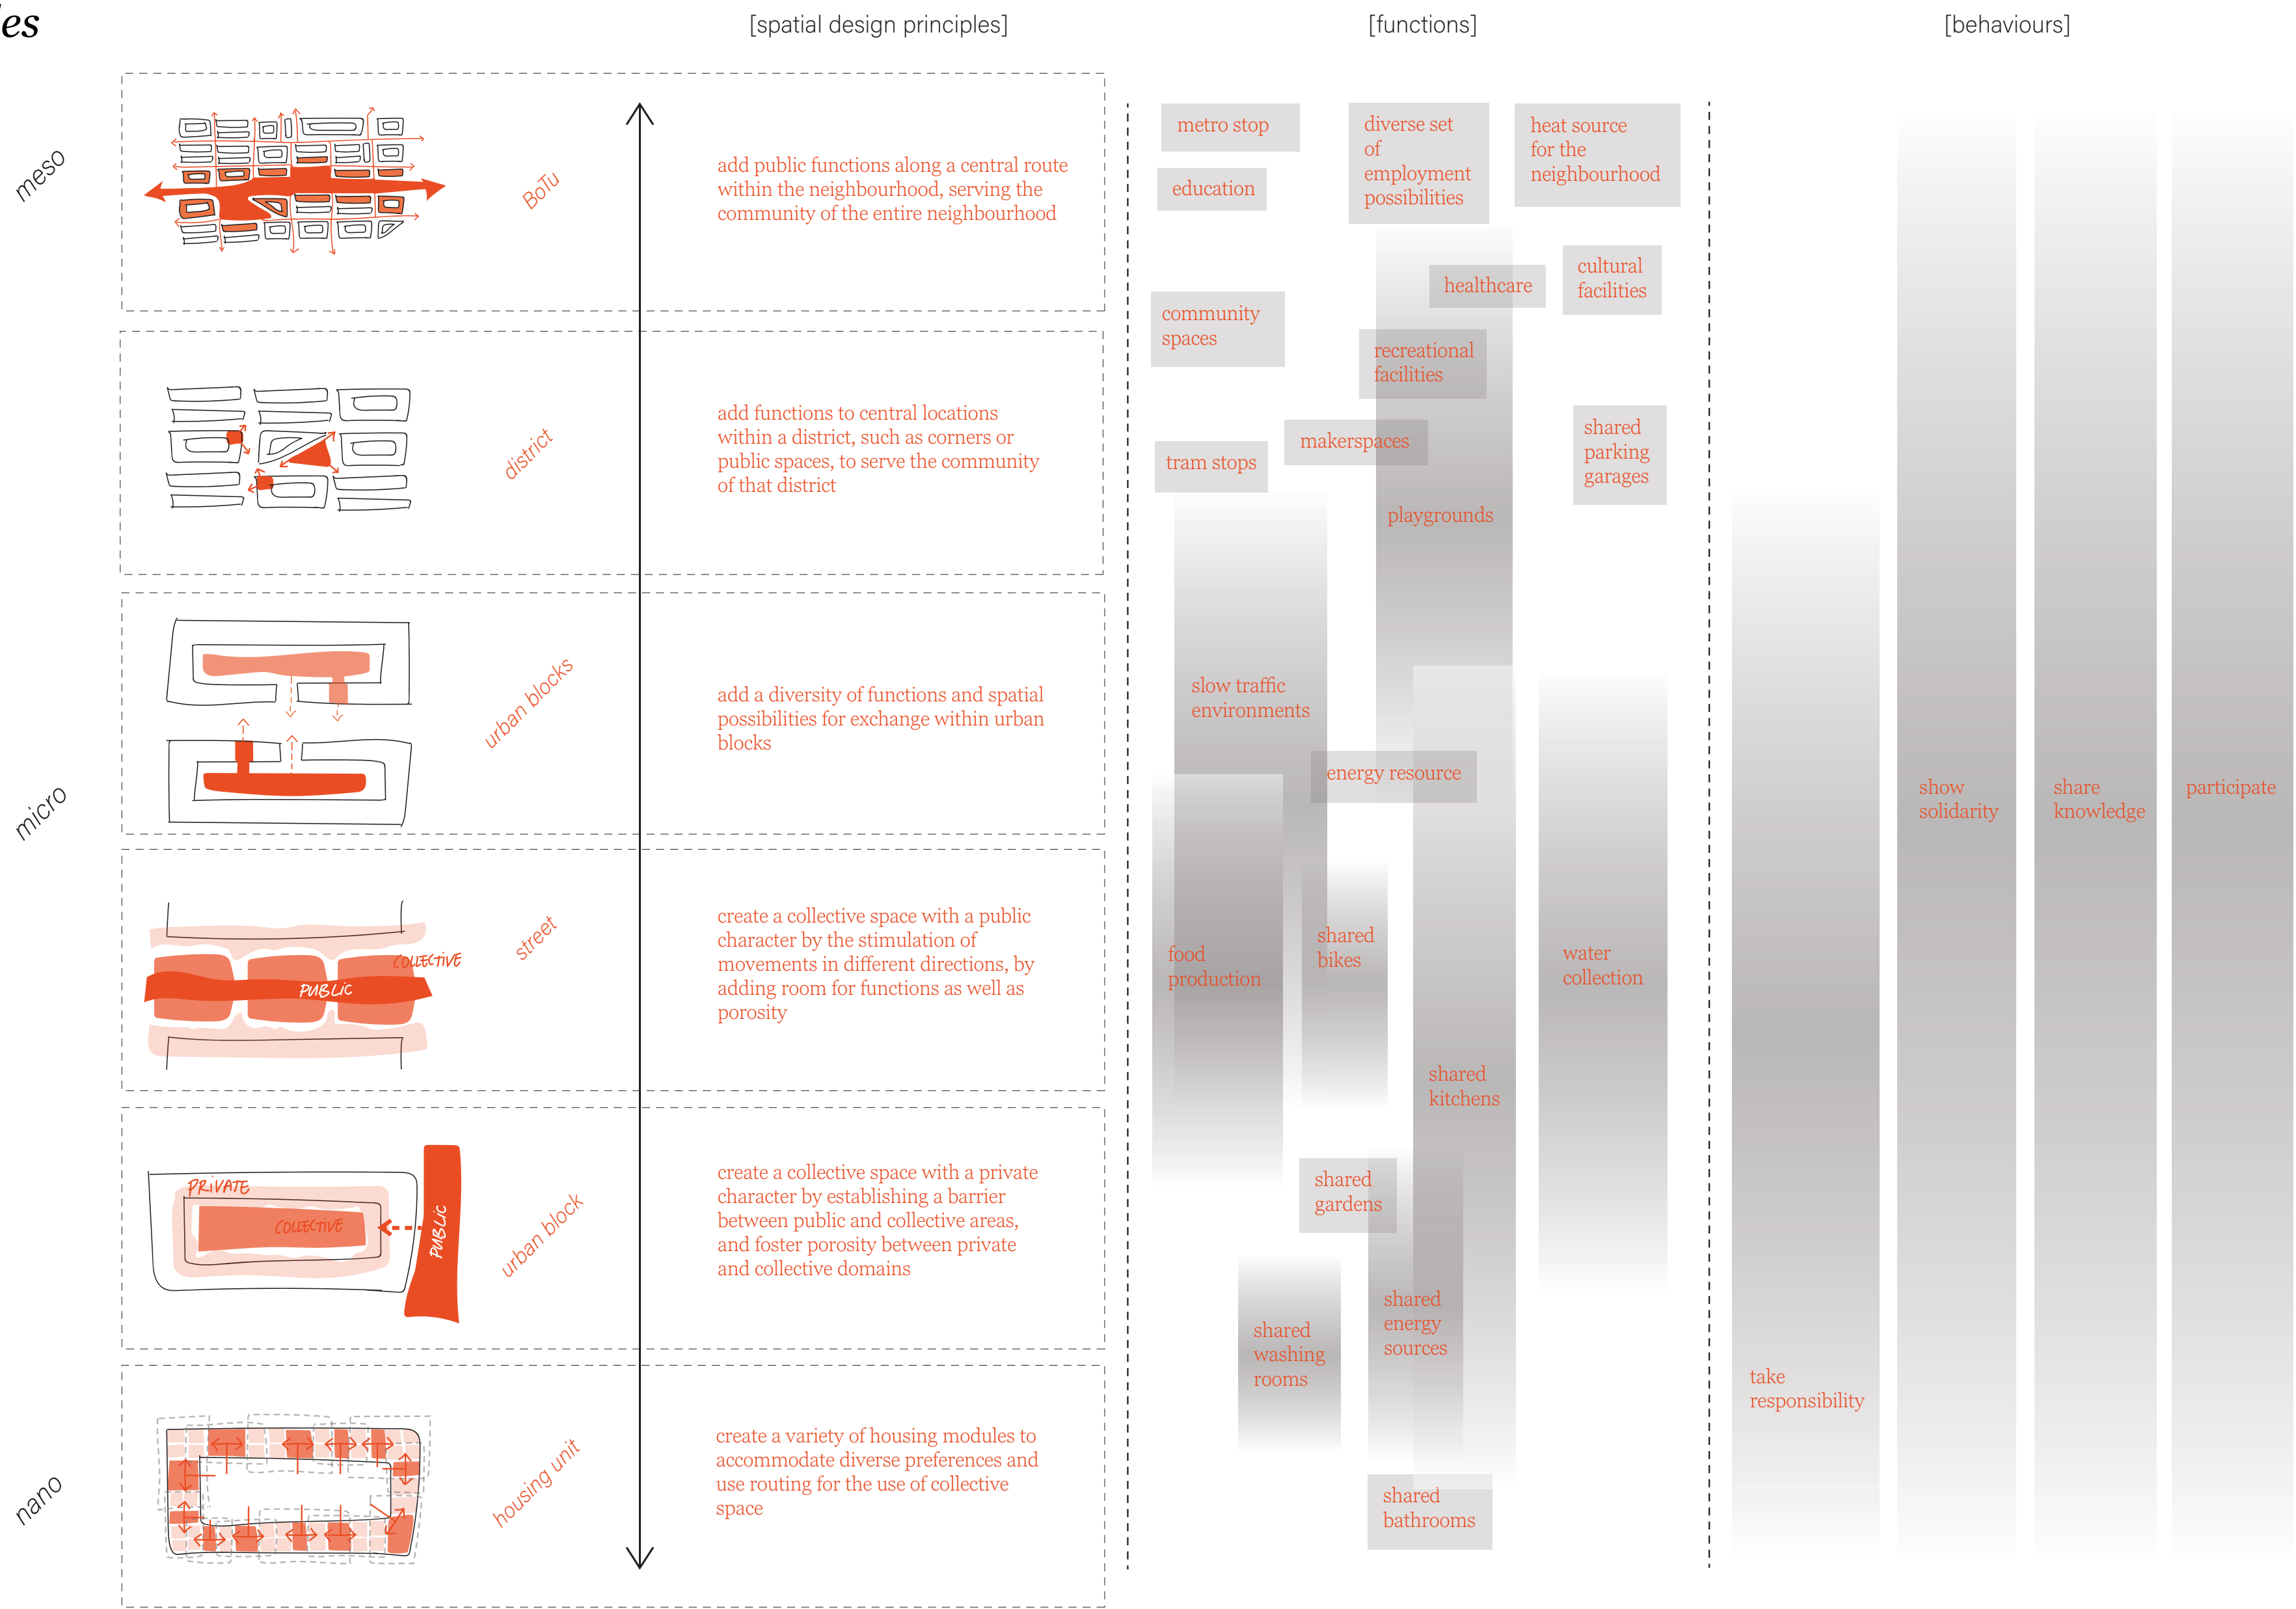 [spatial design principles]
[functions]
[behaviours]
meso
BoTu
add public functions along a central route
within the neighbourhood, serving the
community of the entire neighbourhood
district
add functions to central locations
within a district, such as corners or
public spaces, to serve the community
of that district
micro
urban blocks
add a diversity of functions and spatial
possibilities for exchange within urban
blocks
street
COLLECTIVE
PUBLIC
create a collective space with a public
character by the stimulation of
movements in different directions, by
adding room for functions as well as
porosity
urban block
PRIVATE
COLLECTIVE
PUBLIC
create a collective space with a private
character by establishing a barrier
between public and collective areas,
and foster porosity between private
and collective domains
nano
housing unit
create a variety of housing modules to
accommodate diverse preferences and
use routing for the use of collective
space
metro stop
diverse set
of
employment
possibilities
heat source
for the
neighbourhood
education
healthcare
cultural
facilities
community
spaces
recreational
facilities
makerspaces
shared
parking
garages
tram stops
playgrounds
slow traffic
environments
energy resource
food
production
shared
bikes
water
collection
shared
kitchens
shared
gardens
shared
energy
sources
shared
washing
rooms
shared
bathrooms
show
solidarity
share
knowledge
participate
take
responsibility